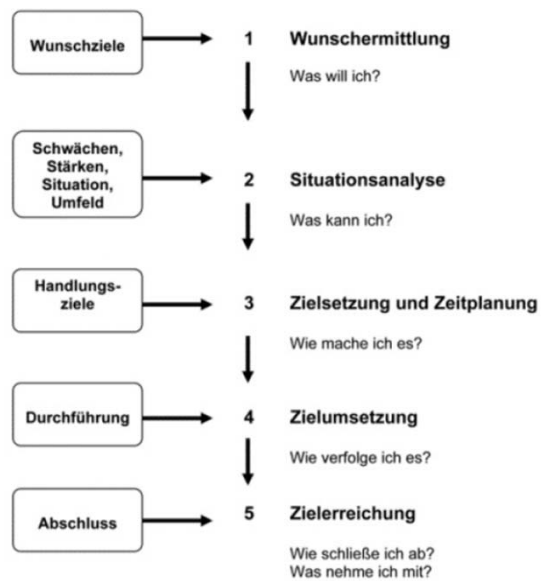 Wunschziele
1 Wunschermittlung
Was will ich?
Schwächen,
Stärken,
Situation,
Umfeld
2 Situationsanalyse
Was kann ich?
Handlungs-
ziele
3 Zielsetzung und Zeitplanung
Wie mache ich es?
Durchführung
4 Zielumsetzung
Wie verfolge ich es?
Abschluss
5 Zielerreichung
Wie schließe ich ab?
Was nehme ich mit?